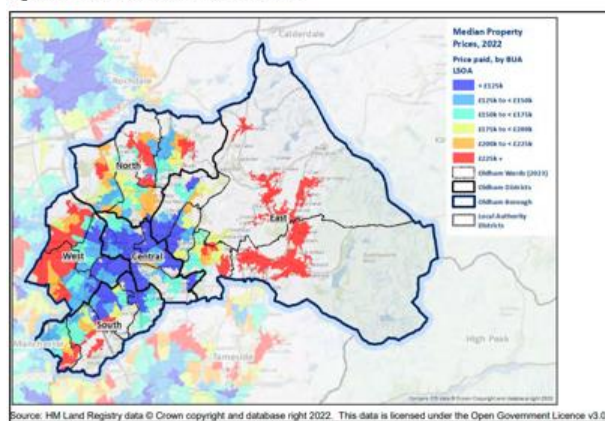 Median Property
Prices, 2022
Price paid, by BUA
LSOA
< £125k
£125k to < £150k
£150k to < £175k
£175k to < £200k
£200k to < £225k
£225k +
Oldham Wards (2023)
Oldham Districts
Oldham Borough
Local Authority
Districts
Calderdale
Rochdale
North
East
West
Central
South
Manchester
Tameside
High Peak
Source: HM Land Registry data © Crown copyright and database right 2022. This data is licensed under the Open Government Licence v3.0